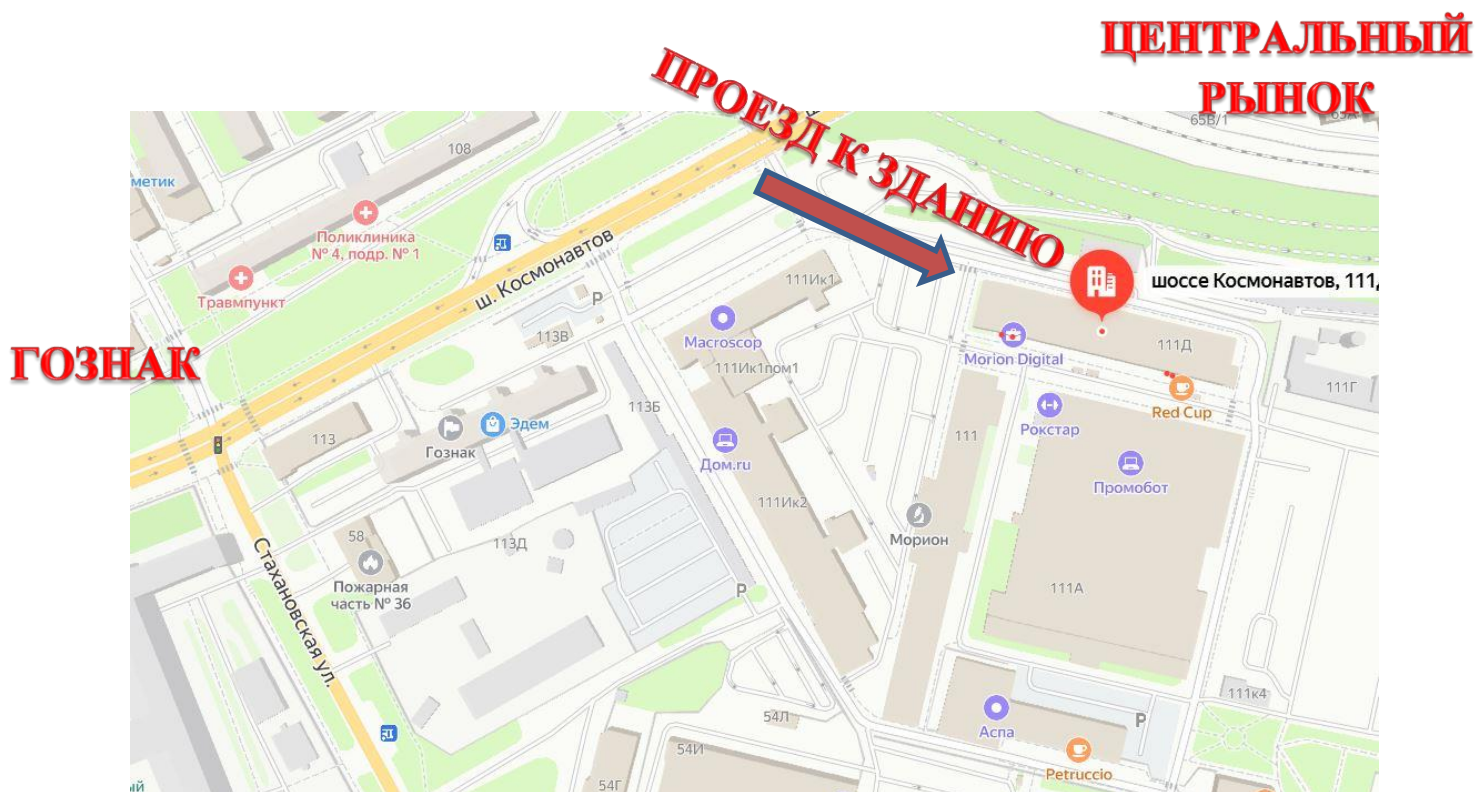 ЦЕНТРАЛЬНЫЙ
РЫНОК
ПРОЕЗД К ЗДАНИЮ
ГОЗНАК
65В/1
108
метик
Поликлиника
№ 4, подр. № 1
Травмпункт
ш. Космонавтов
P
111Ик1
шоссе Космонавтов, 111
Macroscop
113В
Morion Digital
111Д
111Ик1пом1
111Г
Red Cup
113Б
Эдем
Рокстар
113
Гознак
111
Дом.ru
Промобот
111Ик2
58
113Д
Морион
Пожарная
часть № 36
111А
P
Стахановская ул.
111к4
54Л
Аспа
P
54И
Petruccio
54Г
ий